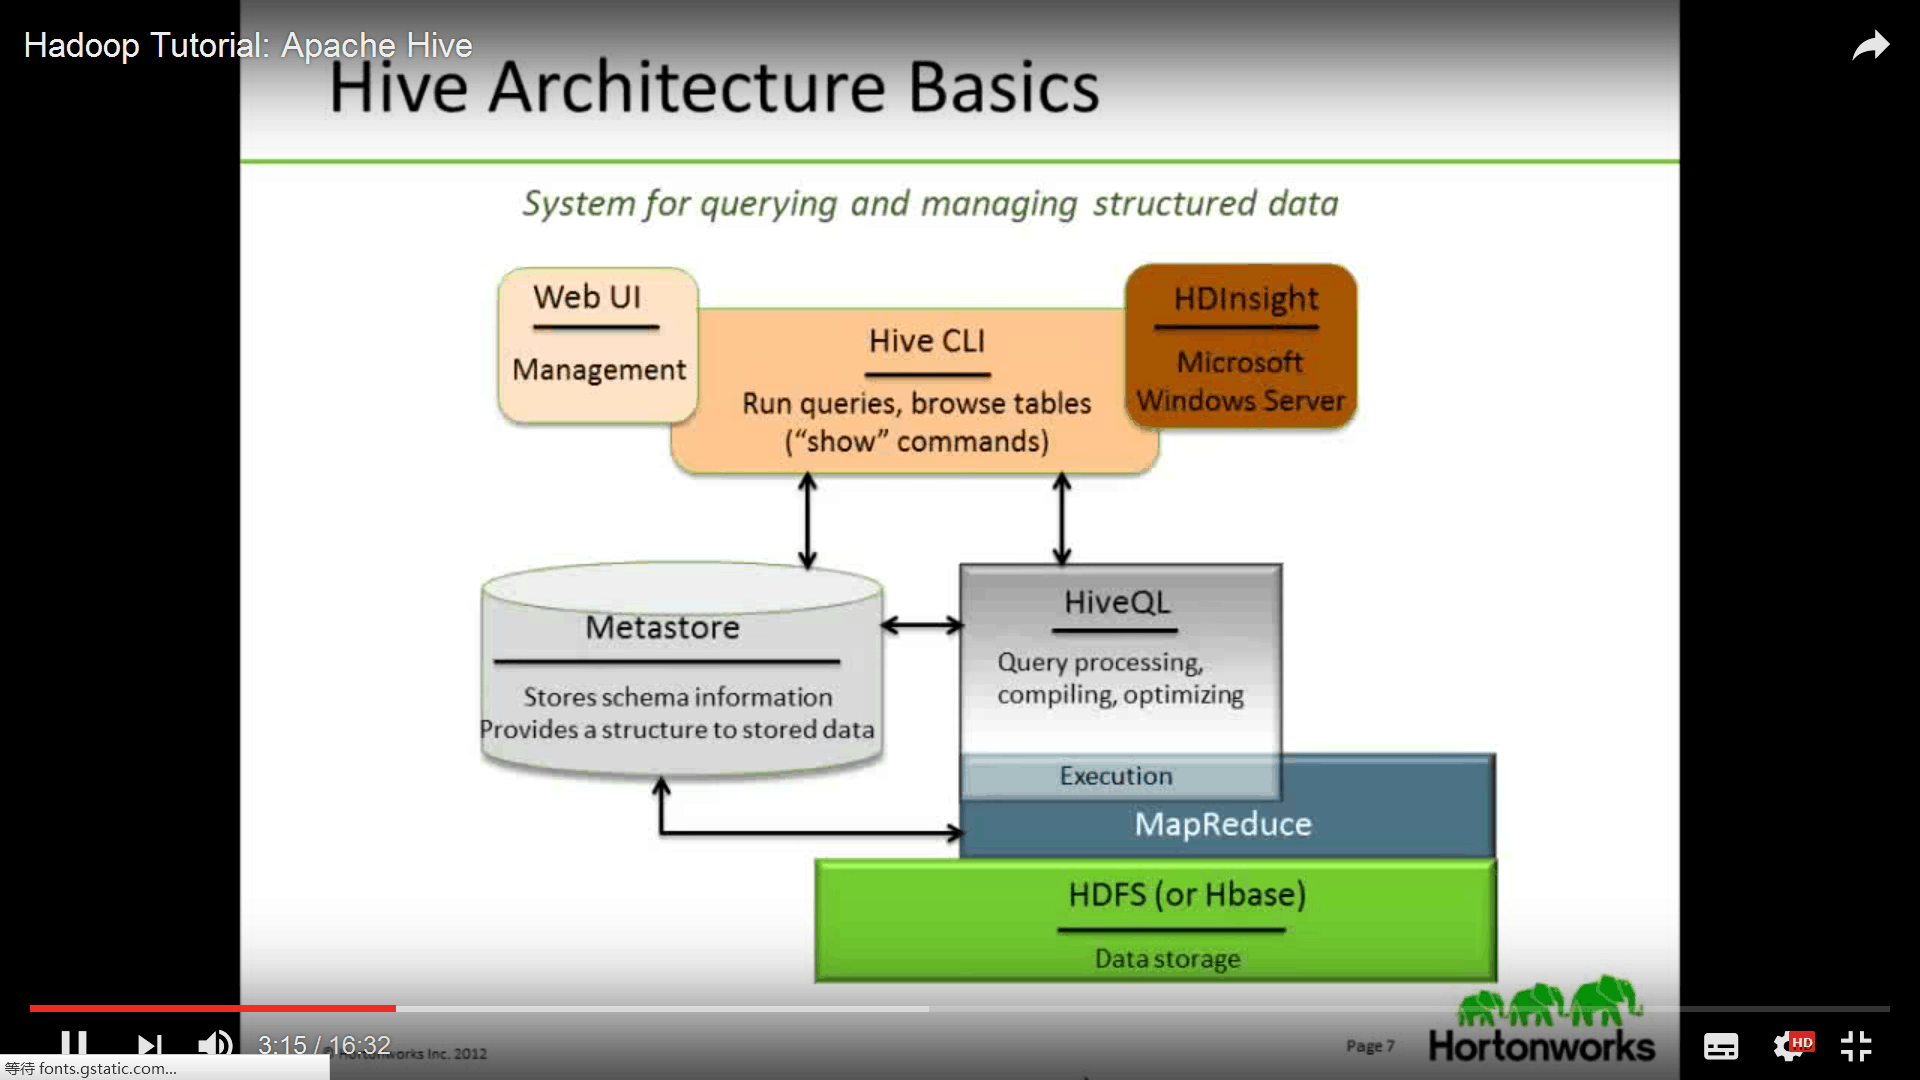 Hadoop Tutorial: Apache Hive
Hive Architecture Basics
System for querying and managing structured data
Web UI
Management
Hive CLI
Run queries, browse tables
(“show” commands)
HDInsight
Microsoft
Windows Server
Metastore
Stores schema information
Provides a structure to stored data
HiveQL
Query processing,
compiling, optimizing
Execution
MapReduce
HDFS (or Hbase)
Data storage
3:15 / 16:32
© Hortonworks Inc. 2012
Page 7
Hortonworks
HD
等待 fonts.gstatic.com...